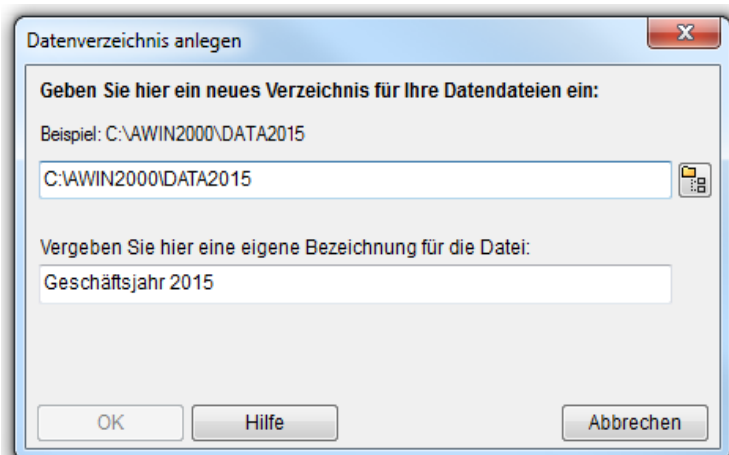 Datenverzeichnis anlegen
Geben Sie hier ein neues Verzeichnis für Ihre Datendateien ein:
Beispiel: C:\AWIN2000\DATA2015
C:\AWIN2000\DATA2015
Vergeben Sie hier eine eigene Bezeichnung für die Datei:
Geschäftsjahr 2015
OK Hilfe Abbrechen